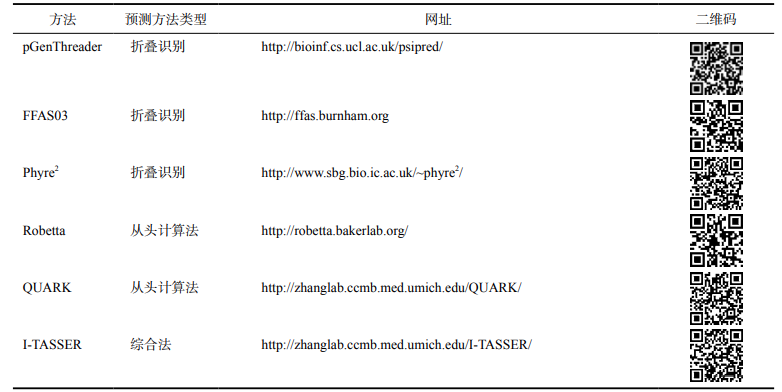 方法 预测方法类型 网址 二维码
pGenThreader 折叠识别 http://bioinf.cs.ucl.ac.uk/psipred/
FFAS03 折叠识别 http://ffas.burnham.org
Phyre² 折叠识别 http://www.sbg.bio.ic.ac.uk/~phyre²/
Robetta 从头计算法 http://robetta.bakerlab.org/
QUARK 从头计算法 http://zhanglab.ccmb.med.umich.edu/QUARK/
I-TASSER 综合法 http://zhanglab.ccmb.med.umich.edu/I-TASSER/